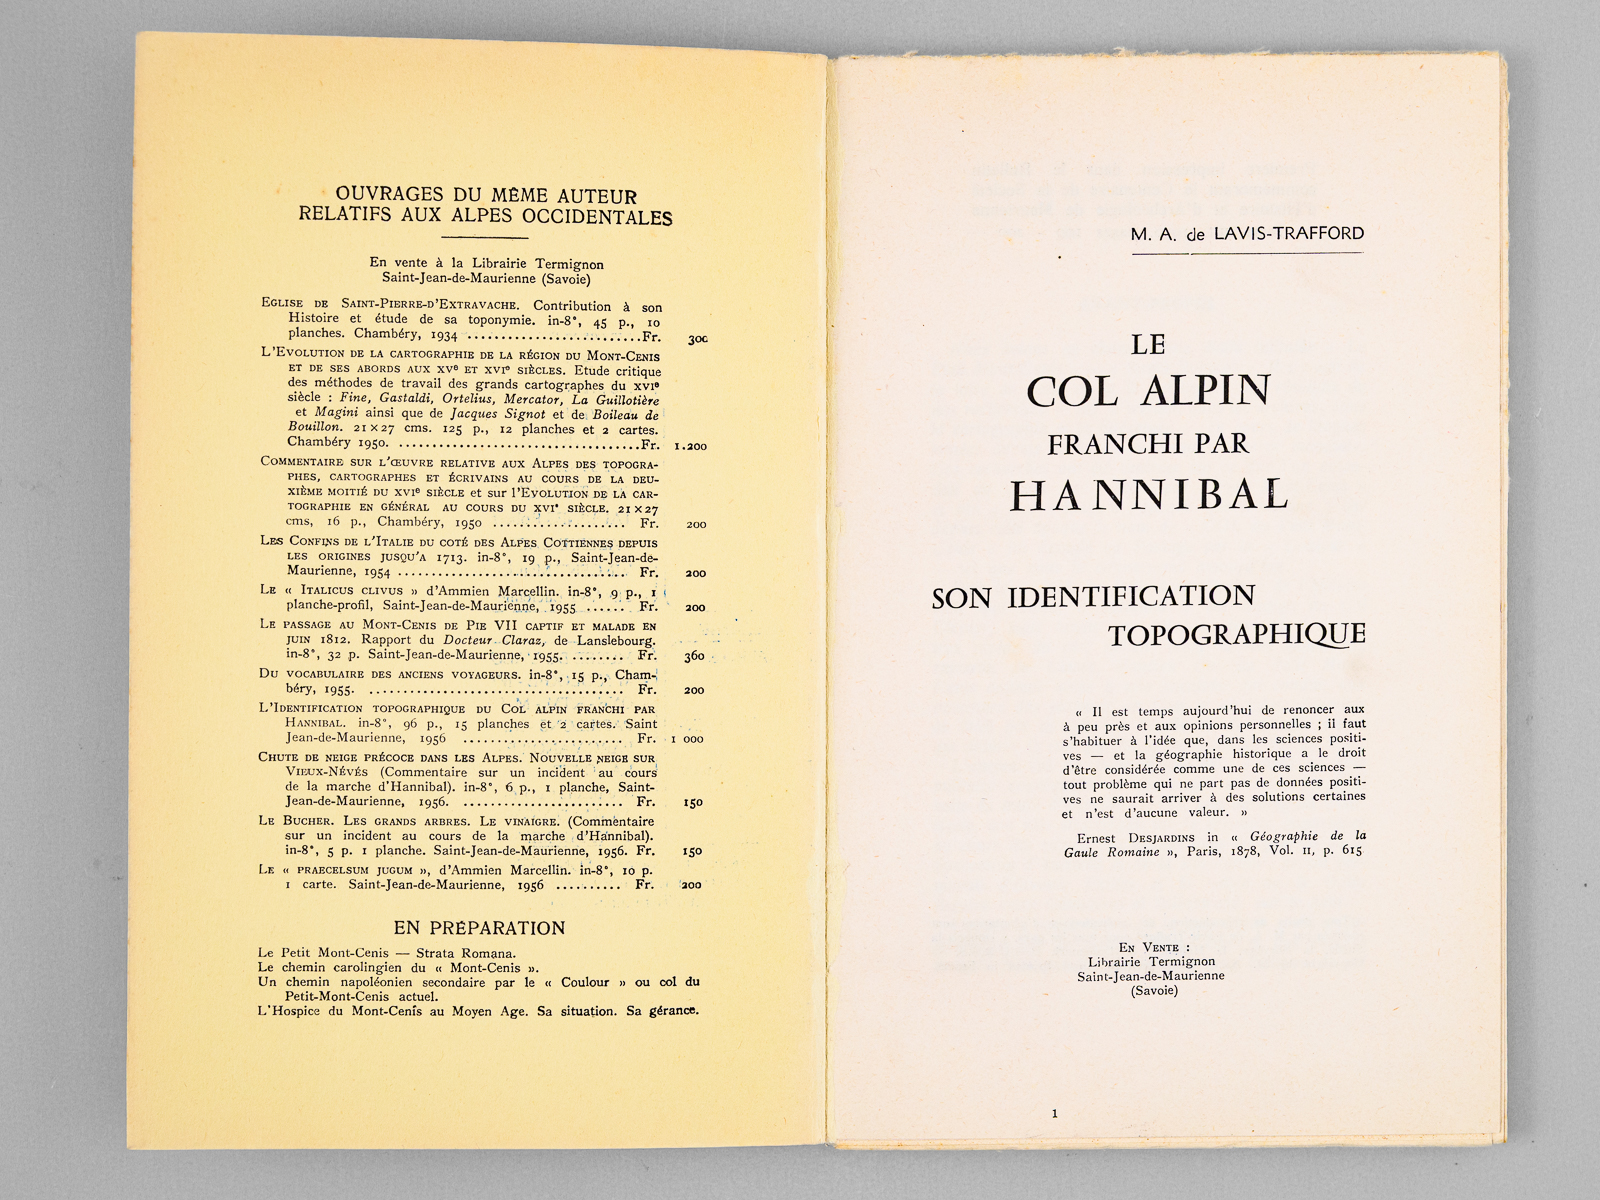 OUVRAGES DU MÊME AUTEUR
RELATIFS AUX ALPES OCCIDENTALES
En vente à la Librairie Termignon
Saint-Jean-de-Maurienne (Savoie)
EGLISE DE SAINT-PIERRE-D'EXTRAVACHE. Contribution à son
Histoire et étude de sa toponymie. in-8°, 45 p., 10
planches. Chambéry, 1934 ..........................Fr. 300
L'EVOLUTION DE LA CARTOGRAPHIE DE LA RÉGION DU MONT-CENIS
ET DE SES ABORDS AUX XVe ET XVIe SIÈCLES. Etude critique
des méthodes de travail des grands cartographes du XVIe
siècle : Fine, Gastaldi, Ortelius, Mercator, La Guillotière
et Magini ainsi que de Jacques Signot et de Boileau de
Bouillon. 21×27 cms. 125 p., 12 planches et 2 cartes.
Chambéry 1950. ....................................Fr. 1.200
COMMENTAIRE SUR L'ŒUVRE RELATIVE AUX ALPES DES TOPOGRA-
PHES, CARTOGRAPHES ET ÉCRIVAINS AU COURS DE LA DEU-
XIÈME MOITIÉ DU XVIe SIÈCLE et sur l'EVOLUTION DE LA CAR-
TOGRAPHIE EN GÉNÉRAL AU COURS DU XVIe SIÈCLE. 21×27
cms, 16 p., Chambéry, 1950 .................... Fr. 200
LES CONFINS DE L'ITALIE DU COTÉ DES ALPES COTTIENNES DEPUIS
LES ORIGINES JUSQU'A 1713. in-8°, 19 p., Saint-Jean-de-
Maurienne, 1954 .................................. Fr. 200
LE « ITALICUS CLIVUS » d'Ammien Marcellin. in-8°, 9 p., 1
planche-profil, Saint-Jean-de-Maurienne, 1955 ...... Fr. 200
LE PASSAGE AU MONT-CENIS DE PIE VII CAPTIF ET MALADE EN
JUIN 1812. Rapport du Docteur Claraz, de Lanslebourg.
in-8°, 32 p. Saint-Jean-de-Maurienne, 1955. ........ Fr. 360
DU VOCABULAIRE DES ANCIENS VOYAGEURS. in-8°, 15 p., Cham-
béry, 1955. ...................................... Fr. 200
L'IDENTIFICATION TOPOGRAPHIQUE DU COL ALPIN FRANCHI PAR
HANNIBAL. in-8°, 96 p., 15 planches et 2 cartes. Saint
Jean-de-Maurienne, 1956 .......................... Fr. 1 000
CHUTE DE NEIGE PRÉCOCE DANS LES ALPES. NOUVELLE NEIGE SUR
VIEUX-NÉVÉS (Commentaire sur un incident au cours
de la marche d'Hannibal). in-8°, 6 p., 1 planche, Saint-
Jean-de-Maurienne, 1956. ........................ Fr. 150
LE BUCHER. LES GRANDS ARBRES. LE VINAIGRE. (Commentaire
sur un incident au cours de la marche d'Hannibal).
in-8°, 5 p. 1 planche. Saint-Jean-de-Maurienne, 1956. Fr. 150
LE « PRAECELSUM JUGUM », d'Ammien Marcellin. in-8°, 10 p.
1 carte. Saint-Jean-de-Maurienne, 1956 .......... Fr. 200
EN PRÉPARATION
Le Petit Mont-Cenis — Strata Romana.
Le chemin carolingien du « Mont-Cenis ».
Un chemin napoléonien secondaire par le « Coulour » ou col du
Petit-Mont-Cenis actuel.
L'Hospice du Mont-Cenis au Moyen Age. Sa situation. Sa gérance.
M. A. de LAVIS-TRAFFORD
LE
COL ALPIN
FRANCHI PAR
HANNIBAL
SON IDENTIFICATION
TOPOGRAPHIQUE
« Il est temps aujourd'hui de renoncer aux
à peu près et aux opinions personnelles ; il faut
s'habituer à l'idée que, dans les sciences positi-
ves — et la géographie historique a le droit
d'être considérée comme une de ces sciences —
tout problème qui ne part pas de données positi-
ves ne saurait arriver à des solutions certaines
et n'est d'aucune valeur. »
Ernest DESJARDINS in « Géographie de la
Gaule Romaine », Paris, 1878, Vol. II, p. 615
EN VENTE :
Librairie Termignon
Saint-Jean-de-Maurienne
(Savoie)
1